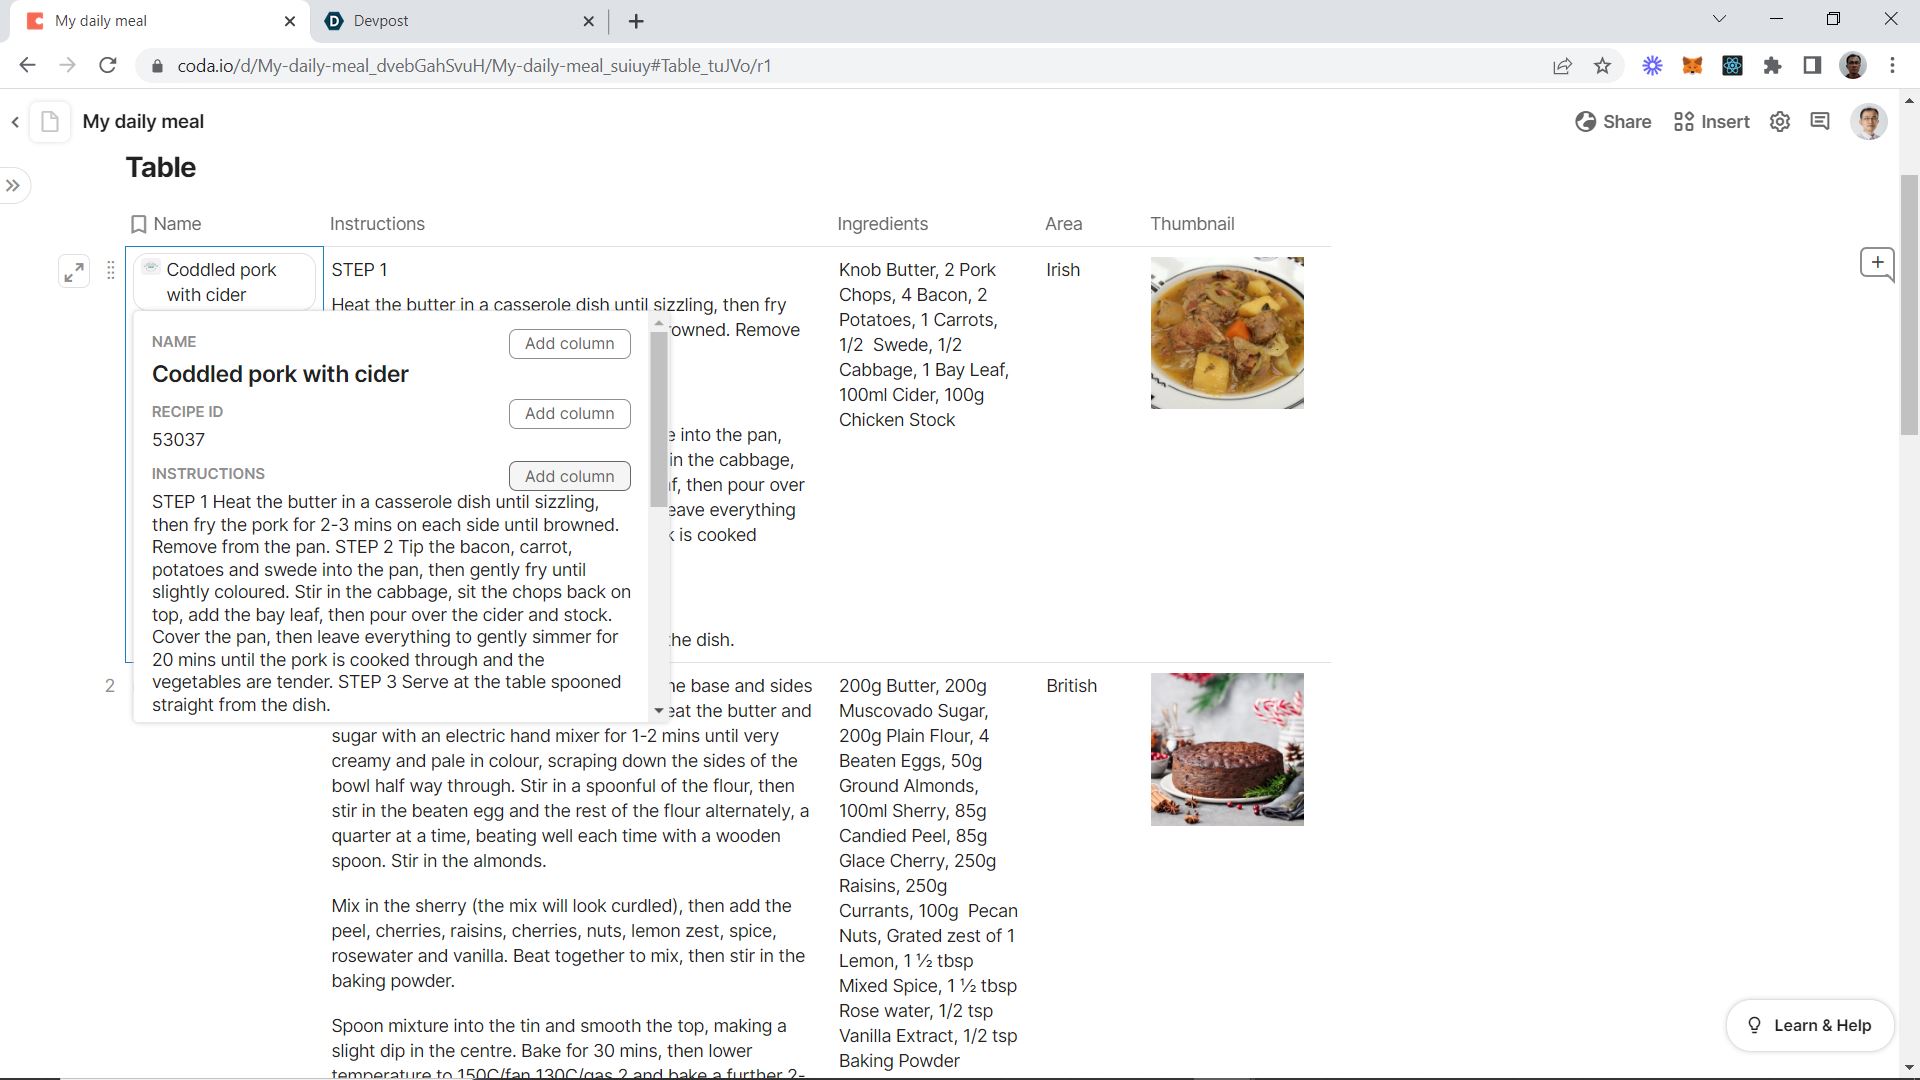 My daily meal
Devpost
coda.io/d/My-daily-meal_dvebGahSvuH/My-daily-meal_suiuy#Table_tuJVo/r1
My daily meal
Share
Insert
Table
Name
Instructions
Ingredients
Area
Thumbnail
Coddled pork
with cider
STEP 1
Heat the butter in a casserole dish until sizzling, then fry
owned. Remove
e into the pan,
in the cabbage,
f, then pour over
eave everything
is cooked
the dish.
Knob Butter, 2 Pork
Chops, 4 Bacon, 2
Potatoes, 1 Carrots,
1/2  Swede, 1/2
Cabbage, 1 Bay Leaf,
100ml Cider, 100g
Chicken Stock
Irish
NAME
Add column
Coddled pork with cider
RECIPE ID
Add column
53037
INSTRUCTIONS
Add column
STEP 1 Heat the butter in a casserole dish until sizzling,
then fry the pork for 2-3 mins on each side until browned.
Remove from the pan. STEP 2 Tip the bacon, carrot,
potatoes and swede into the pan, then gently fry until
slightly coloured. Stir in the cabbage, sit the chops back on
top, add the bay leaf, then pour over the cider and stock.
Cover the pan, then leave everything to gently simmer for
20 mins until the pork is cooked through and the
vegetables are tender. STEP 3 Serve at the table spooned
straight from the dish.
2
he base and sides
eat the butter and
sugar with an electric hand mixer for 1-2 mins until very
creamy and pale in colour, scraping down the sides of the
bowl half way through. Stir in a spoonful of the flour, then
stir in the beaten egg and the rest of the flour alternately, a
quarter at a time, beating well each time with a wooden
spoon. Stir in the almonds.
Mix in the sherry (the mix will look curdled), then add the
peel, cherries, raisins, cherries, nuts, lemon zest, spice,
rosewater and vanilla. Beat together to mix, then stir in the
baking powder.
Spoon mixture into the tin and smooth the top, making a
slight dip in the centre. Bake for 30 mins, then lower
temperature to 150C/fan 130C/gas 2 and bake a further 2-
200g Butter, 200g
Muscovado Sugar,
200g Plain Flour, 4
Beaten Eggs, 50g
Ground Almonds,
100ml Sherry, 85g
Candied Peel, 85g
Glace Cherry, 250g
Raisins, 250g
Currants, 100g  Pecan
Nuts, Grated zest of 1
Lemon, 1 ½ tbsp
Mixed Spice, 1 ½ tbsp
Rose water, 1/2 tsp
Vanilla Extract, 1/2 tsp
Baking Powder
British
Learn & Help